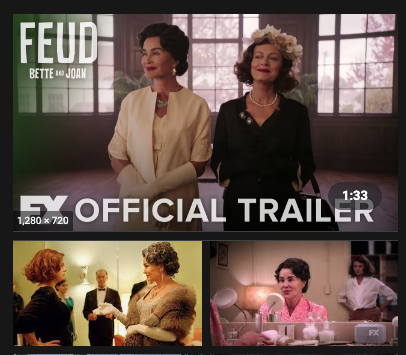 FEUD
BETTE AND JOAN
1:33
FX OFFICIAL TRAILER
1,280 × 720
FX